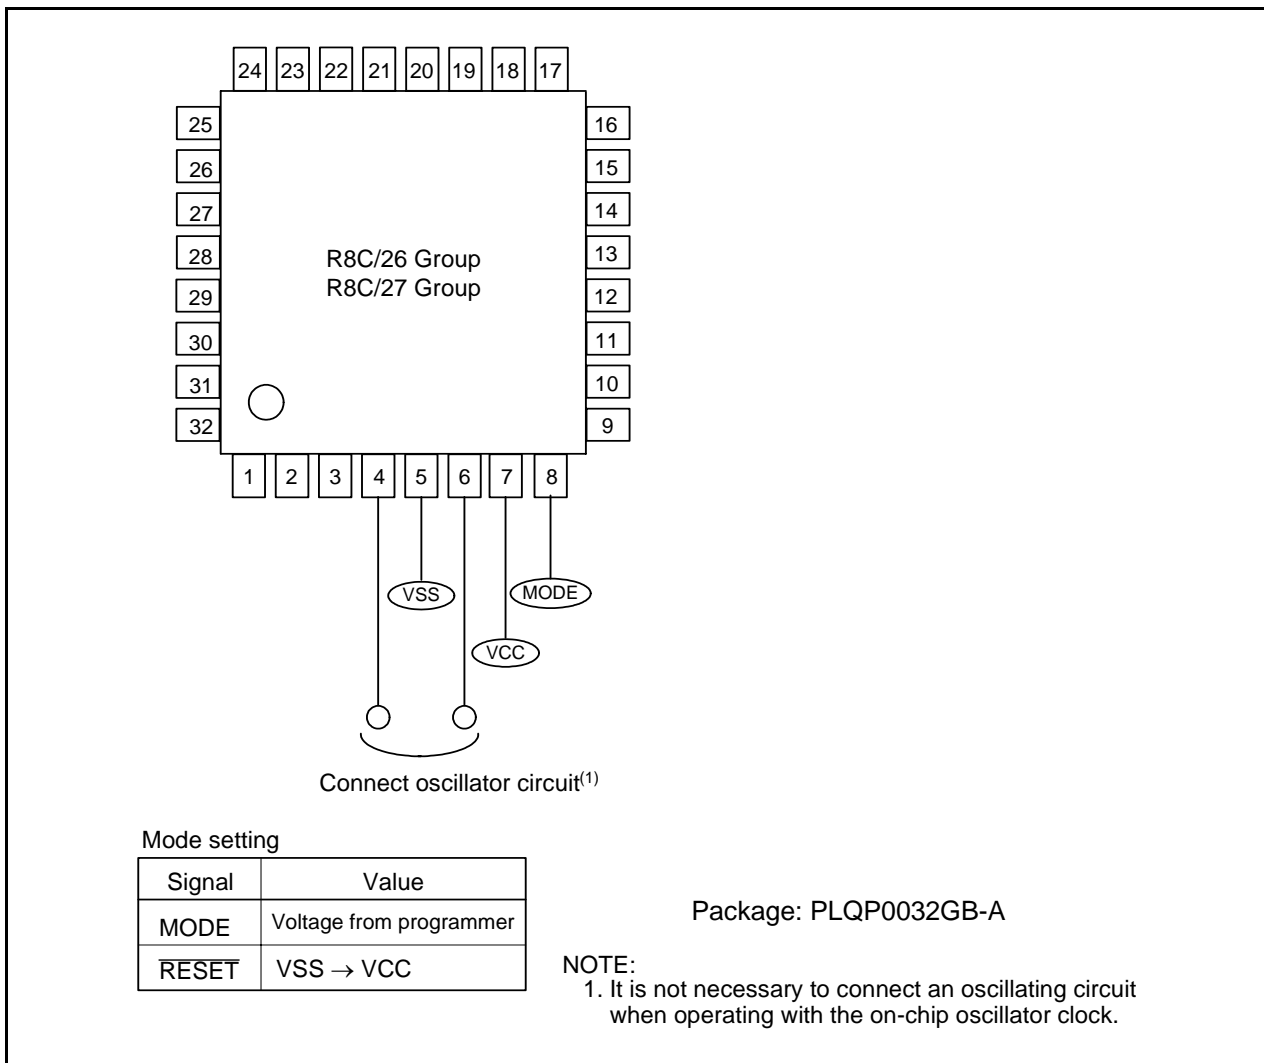 24 23 22 21 20 19 18 17
25
26
27
28
29
30
31
32
16
15
14
13
12
11
10
9
R8C/26 Group
R8C/27 Group
1 2 3 4 5 6 7 8
VSS
MODE
VCC
Connect oscillator circuit(1)
Mode setting
Signal Value
MODE Voltage from programmer
RESET VSS → VCC
Package: PLQP0032GB-A
NOTE:
1. It is not necessary to connect an oscillating circuit
when operating with the on-chip oscillator clock.